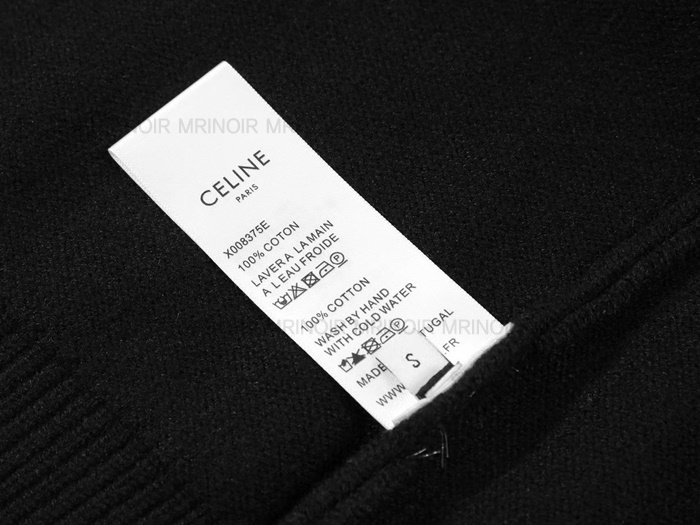 MRINOIR MRINOIR
CELINE
PARIS
X008375E
100% COTON
LAVER A LA MAIN
A L EAU FROIDE
100% COTTON
WASH BY HAND
WITH COLD WATER
MRINOIR MRINOIR MRINOIR
MADE
TUGAL
S
WWW
FR